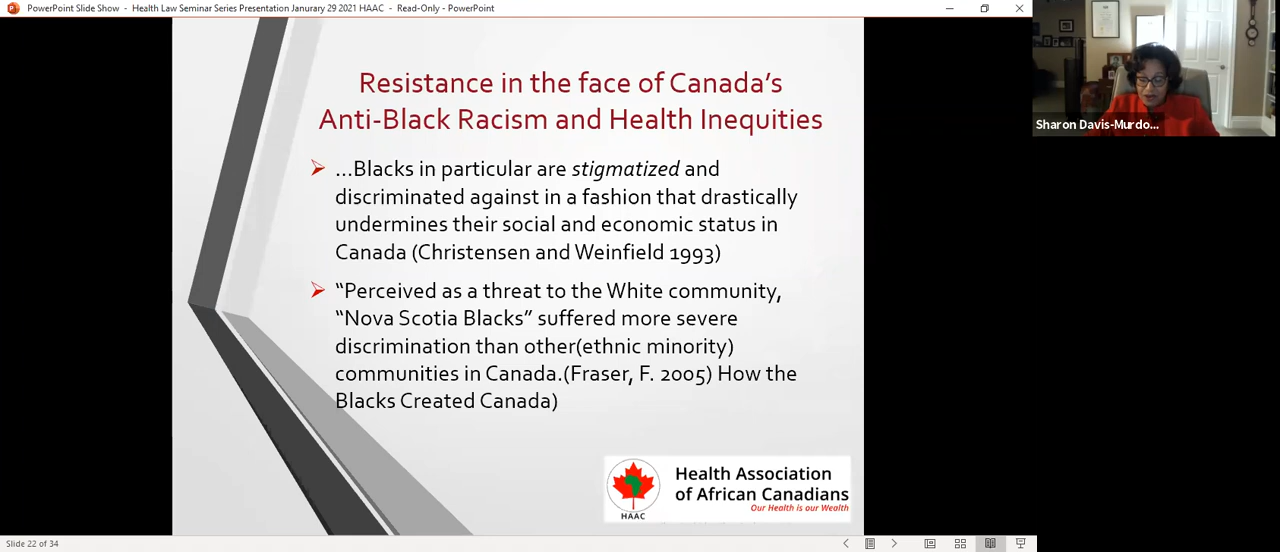 PowerPoint Slide Show - Health Law Seminar Series Presentation Janurary 29 2021 HAAC - Read-Only - PowerPoint
Sharon Davis-Murdo...
Resistance in the face of Canada's
Anti-Black Racism and Health Inequities
...Blacks in particular are stigmatized and
discriminated against in a fashion that drastically
undermines their social and economic status in
Canada (Christensen and Weinfield 1993)
"Perceived as a threat to the White community,
"Nova Scotia Blacks" suffered more severe
discrimination than other(ethnic minority)
communities in Canada.(Fraser, F. 2005) How the
Blacks Created Canada)
Health Association
of African Canadians
Our Health is our Wealth
HAAC
Slide 22 of 34